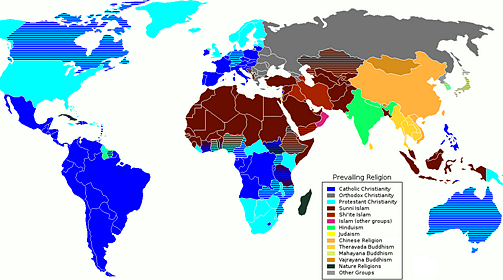 Prevailing Religion
Catholic Christianity
Orthodox Christianity
Protestant Christianity
Sunni Islam
Shi'ite Islam
Islam (other groups)
Hinduism
Judaism
Chinese Religion
Theravada Buddhism
Mahayana Buddhism
Vajrayana Buddhism
Nature Religions
Other Groups